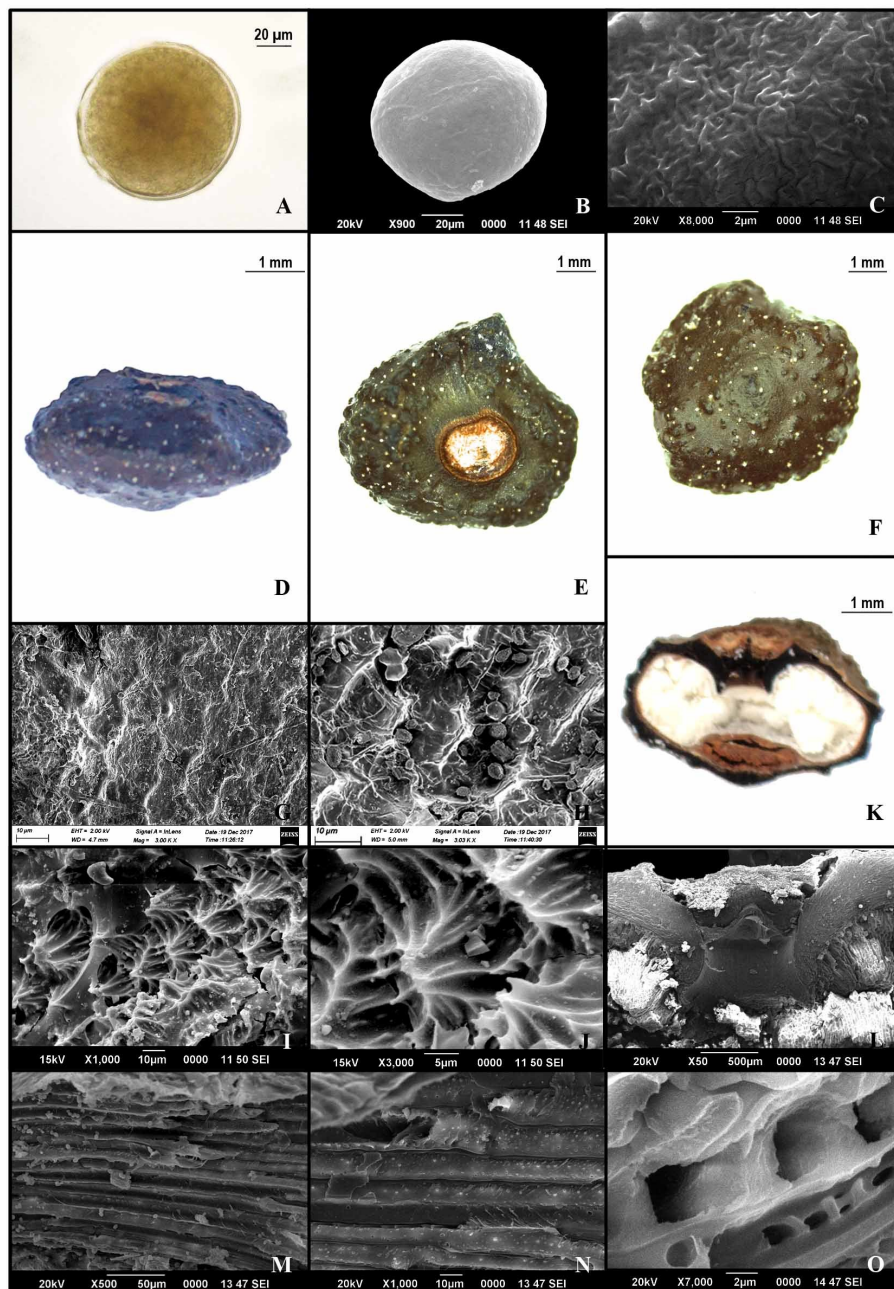 20 µm
A
B
20kV X900 20µm 0000 11 48 SEI
C
20kV X8,000 2µm 0000 11 48 SEI
1 mm
D
1 mm
E
1 mm
F
G
10 µm EHT = 2.00 kV Signal A = InLens Date :19 Dec 2017
WD = 4.7 mm Mag = 3.00 K X Time :11:26:12
ZEISS
H
10 µm EHT = 2.00 kV Signal A = InLens Date :19 Dec 2017
WD = 5.0 mm Mag = 3.03 K X Time :11:40:30
ZEISS
1 mm
K
I
15kV X1,000 10µm 0000 11 50 SEI
J
15kV X3,000 5µm 0000 11 50 SEI
L
20kV X50 500µm 0000 13 47 SEI
M
20kV X500 50µm 0000 13 47 SEI
N
20kV X1,000 10µm 0000 13 47 SEI
O
20kV X7,000 2µm 0000 14 47 SEI